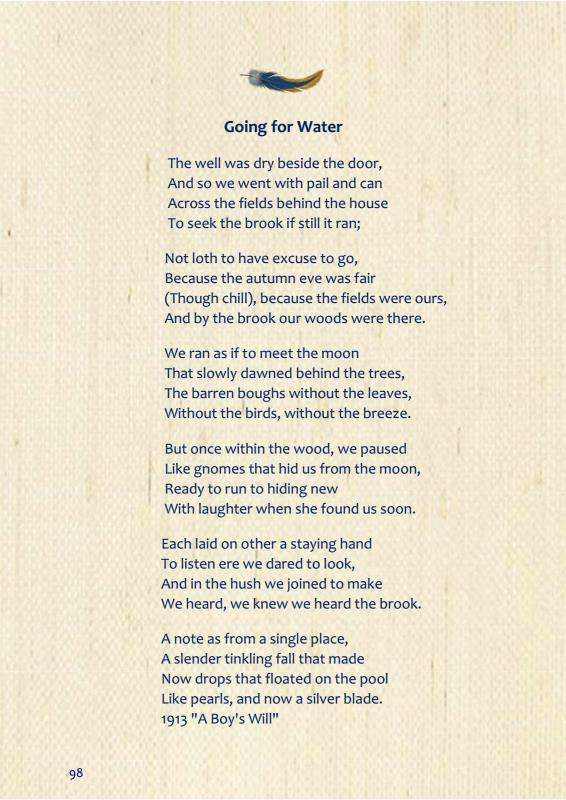 Going for Water
The well was dry beside the door,
And so we went with pail and can
Across the fields behind the house
To seek the brook if still it ran;
Not loth to have excuse to go,
Because the autumn eve was fair
(Though chill), because the fields were ours,
And by the brook our woods were there.
We ran as if to meet the moon
That slowly dawned behind the trees,
The barren boughs without the leaves,
Without the birds, without the breeze.
But once within the wood, we paused
Like gnomes that hid us from the moon,
Ready to run to hiding new
With laughter when she found us soon.
Each laid on other a staying hand
To listen ere we dared to look,
And in the hush we joined to make
We heard, we knew we heard the brook.
A note as from a single place,
A slender tinkling fall that made
Now drops that floated on the pool
Like pearls, and now a silver blade.
1913 "A Boy's Will"
98